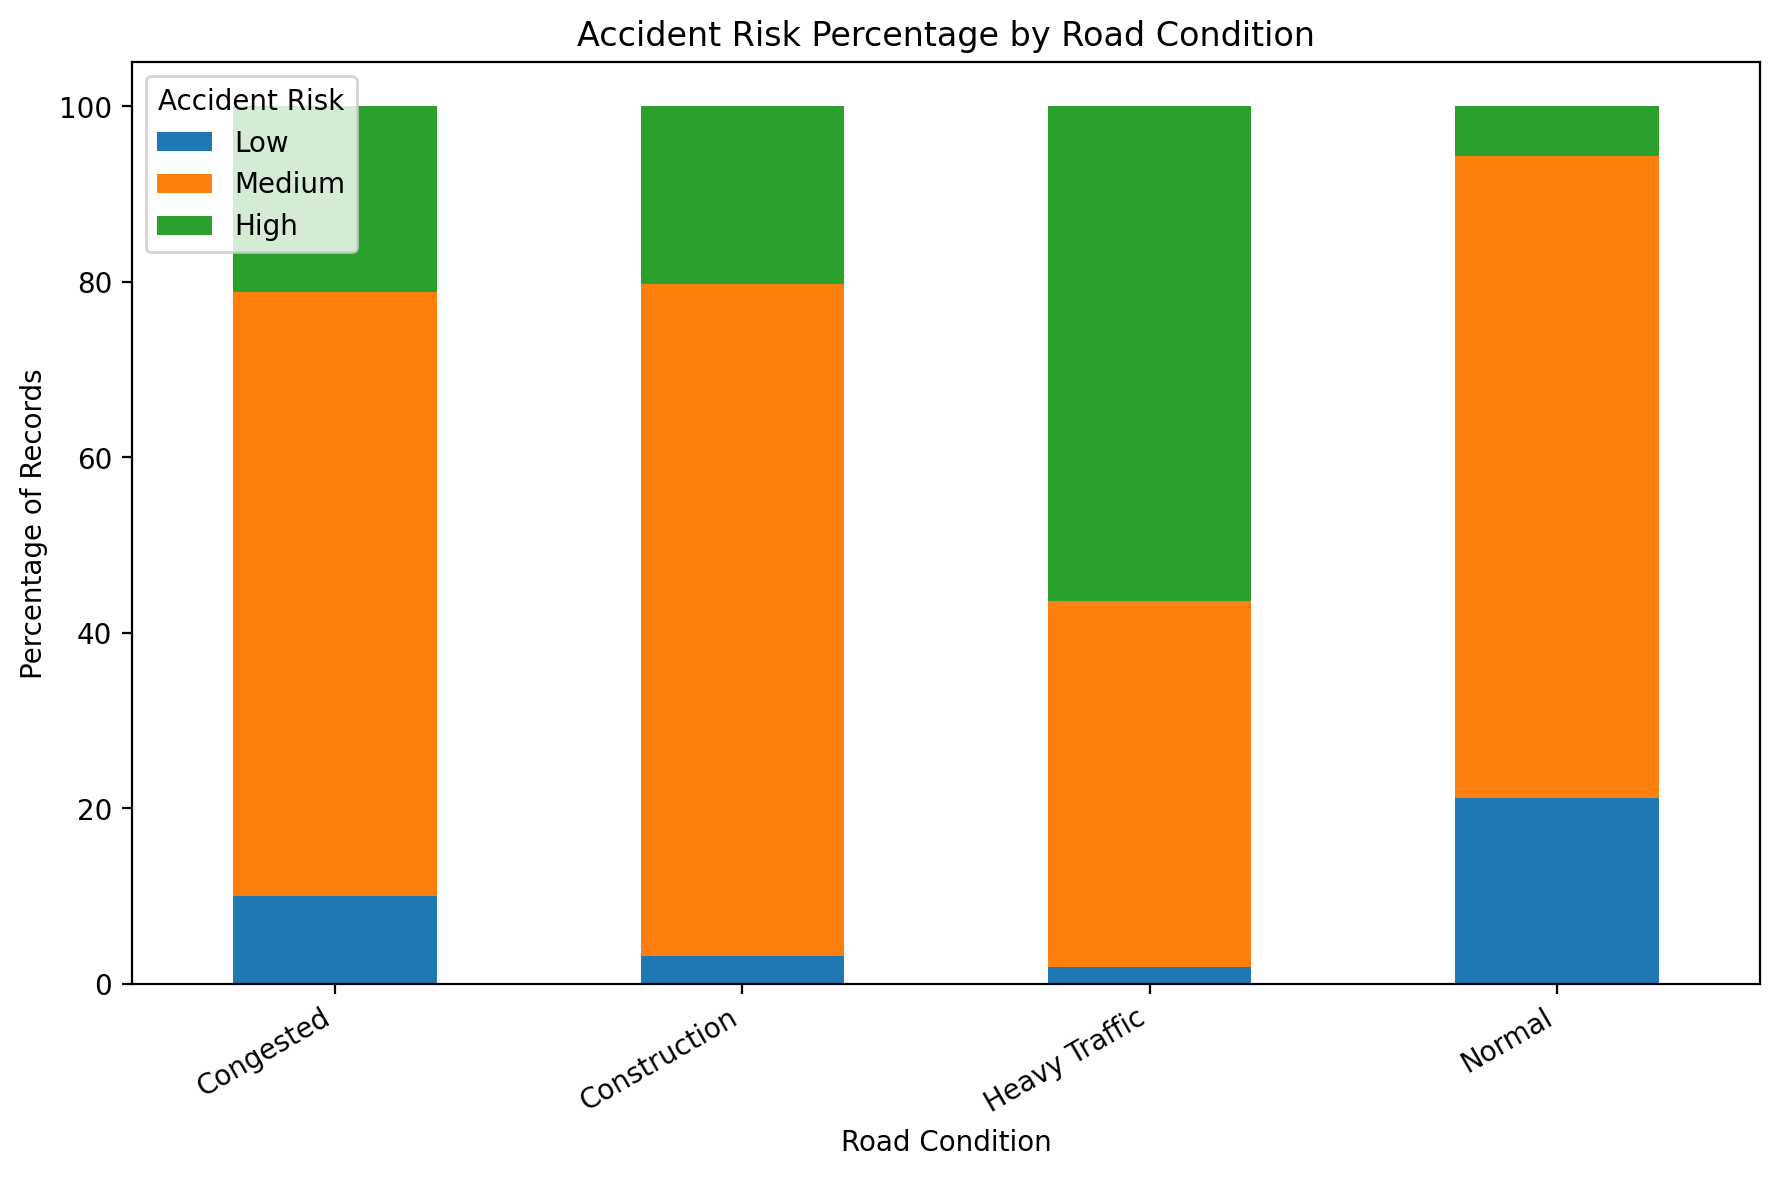 Accident Risk Percentage by Road Condition
Accident Risk
Low
Medium
High
Percentage of Records
100
80
60
40
20
0
Congested
Construction
Heavy Traffic
Normal
Road Condition